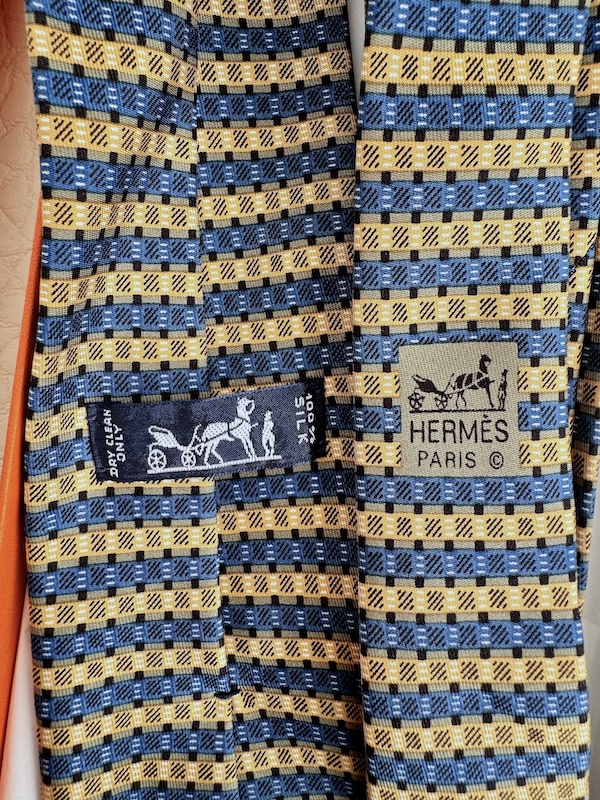 DRY CLEAN
ONLY
100 %
SILK
HERMÈS
PARIS ©